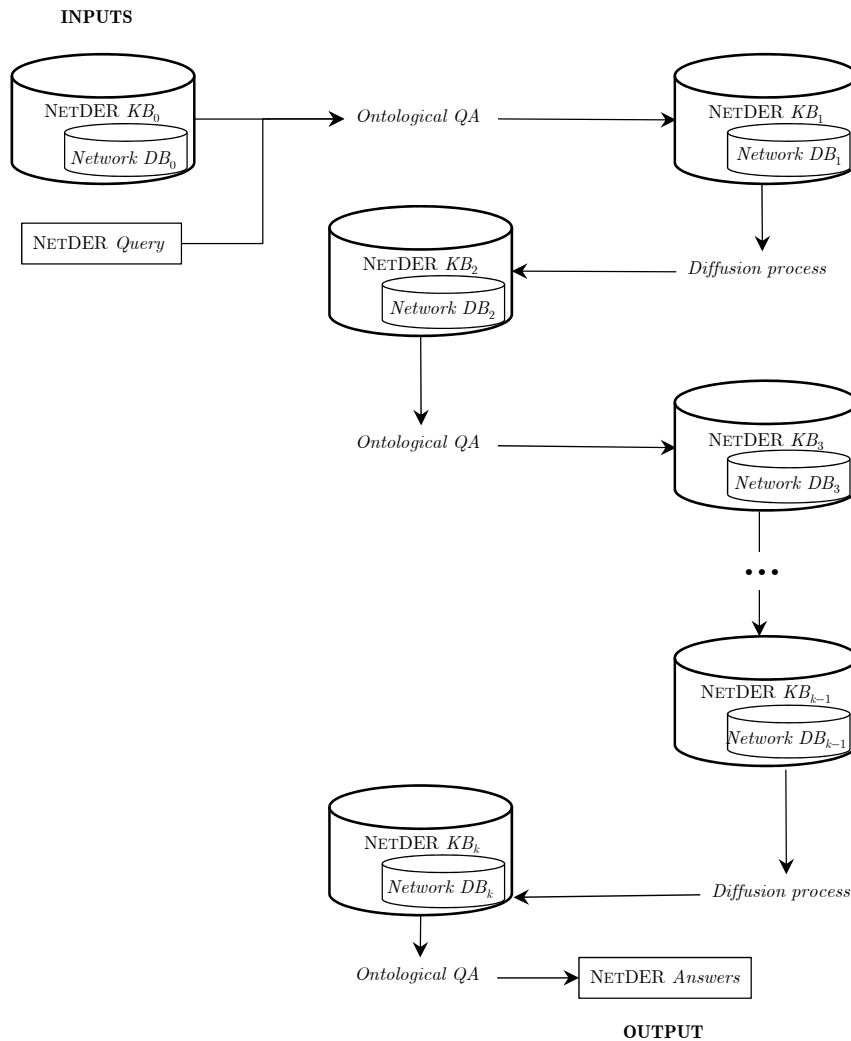 INPUTS
NETDER KB₀
Network DB₀
Ontological QA
NETDER KB₁
Network DB₁
NETDER Query
NETDER KB₂
Network DB₂
Diffusion process
Ontological QA
NETDER KB₃
Network DB₃
•••
NETDER KBₖ₋₁
Network DBₖ₋₁
NETDER KBₖ
Network DBₖ
Diffusion process
Ontological QA
NETDER Answers
OUTPUT